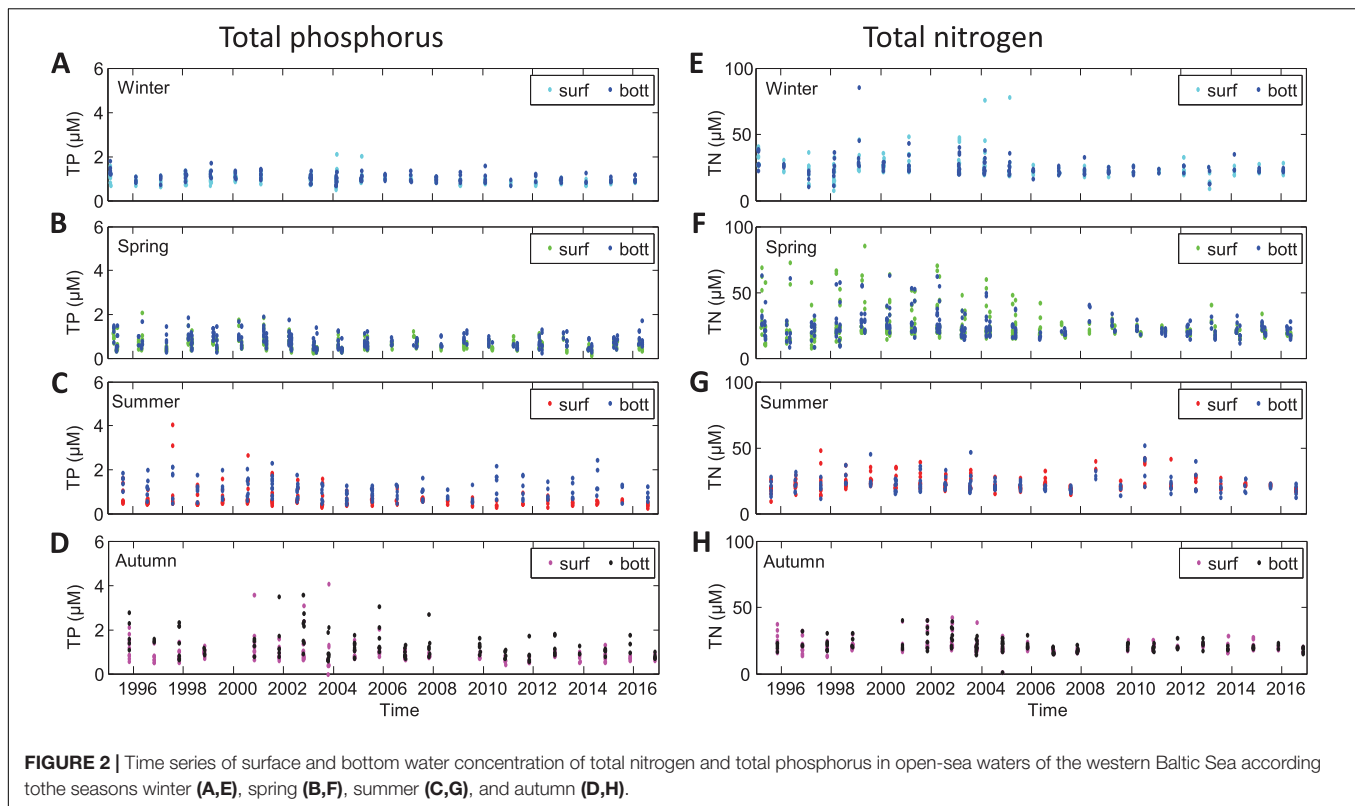 Total phosphorus
Total nitrogen
A
TP (µM)
6
4
2
0
Winter
surf bott
B
TP (µM)
6
4
2
0
Spring
surf bott
C
TP (µM)
6
4
2
0
Summer
surf bott
D
TP (µM)
6
4
2
0
Autumn
surf bott
1996 1998 2000 2002 2004 2006 2008 2010 2012 2014 2016
Time
E
TN (µM)
100
50
0
Winter
surf bott
F
TN (µM)
100
50
0
Spring
surf bott
G
TN (µM)
100
50
0
Summer
surf bott
H
TN (µM)
100
50
0
Autumn
surf bott
1996 1998 2000 2002 2004 2006 2008 2010 2012 2014 2016
Time
FIGURE 2 | Time series of surface and bottom water concentration of total nitrogen and total phosphorus in open-sea waters of the western Baltic Sea according
tothe seasons winter (A,E), spring (B,F), summer (C,G), and autumn (D,H).